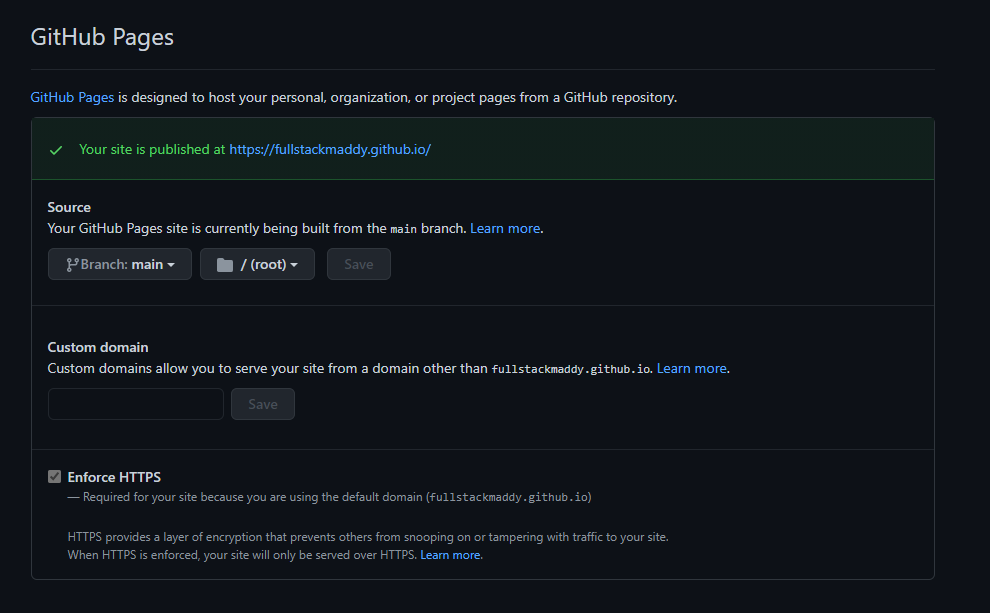 GitHub Pages
GitHub Pages is designed to host your personal, organization, or project pages from a GitHub repository.
Your site is published at https://fullstackmaddy.github.io/
Source
Your GitHub Pages site is currently being built from the main branch. Learn more.
Branch: main / (root) Save
Custom domain
Custom domains allow you to serve your site from a domain other than fullstackmaddy.github.io. Learn more.
Save
Enforce HTTPS
— Required for your site because you are using the default domain (fullstackmaddy.github.io)
HTTPS provides a layer of encryption that prevents others from snooping on or tampering with traffic to your site.
When HTTPS is enforced, your site will only be served over HTTPS. Learn more.